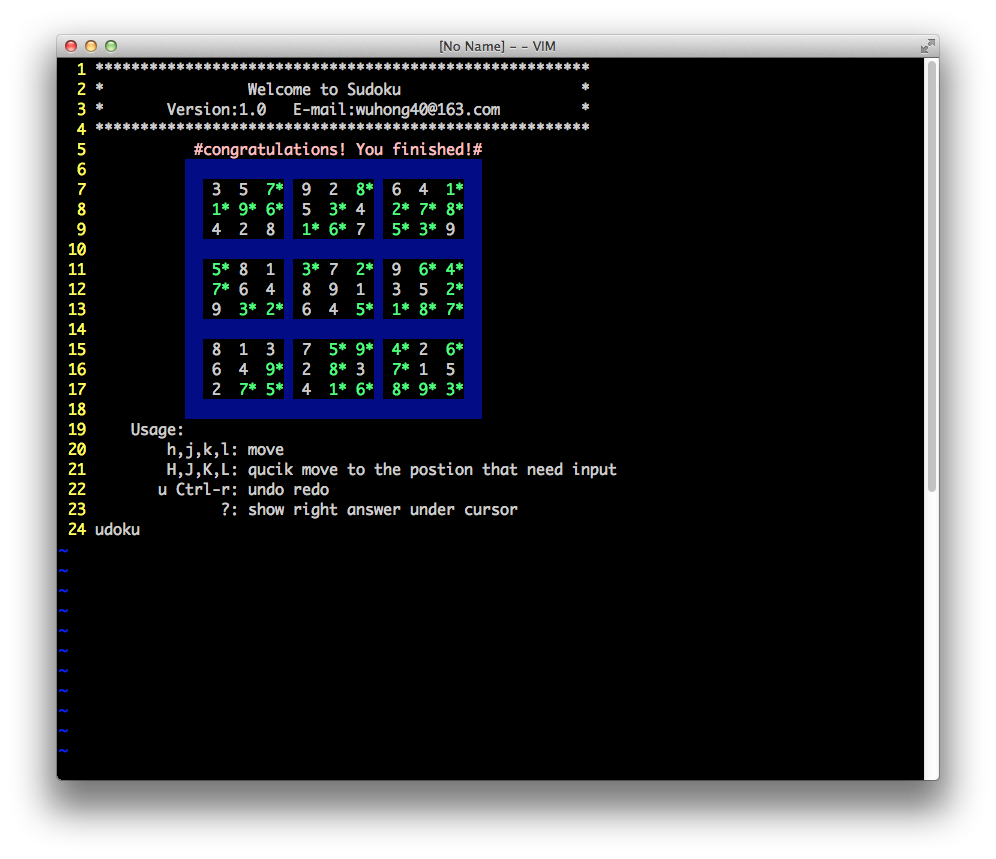 [No Name] - - VIM
1 *******************************************************
2 *                Welcome to Sudoku                    *
3 *       Version:1.0   E-mail:wuhong40@163.com         *
4 *******************************************************
5            #congratulations! You finished!#
6
7 3 5 7* 9 2 8* 6 4 1*
8 1* 9* 6* 5 3* 4 2* 7* 8*
9 4 2 8 1* 6* 7 5* 3* 9
10
11 5* 8 1 3* 7 2* 9 6* 4*
12 7* 6 4 8 9 1 3 5 2*
13 9 3* 2* 6 4 5* 1* 8* 7*
14
15 8 1 3 7 5* 9* 4* 2 6*
16 6 4 9* 2 8* 3 7* 1 5
17 2 7* 5* 4 1* 6* 8* 9* 3*
18
19     Usage:
20         h,j,k,l: move
21         H,J,K,L: qucik move to the postion that need input
22        u Ctrl-r: undo redo
23               ?: show right answer under cursor
24 udoku
~
~
~
~
~
~
~
~
~
~
~